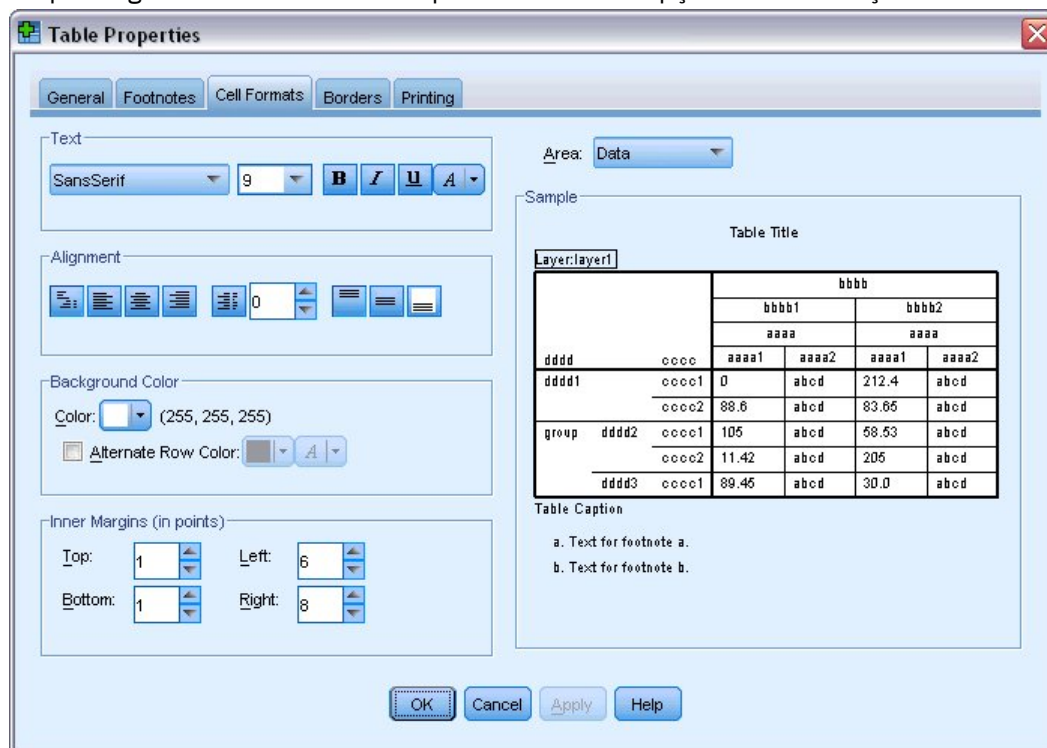 Table Properties
General Footnotes Cell Formats Borders Printing
Text
SansSerif 9 B I U A
Alignment
0
Background Color
Color: (255, 255, 255)
Alternate Row Color: A
Inner Margins (in points)
Top: 1 Left: 6
Bottom: 1 Right: 8
Area: Data
Sample
Table Title
Layer:layer1
bbbb
bbbb1 bbbb2
aaaa aaaa
dddd cccc aaaa1 aaaa2 aaaa1 aaaa2
dddd1 cccc1 0 abcd 212.4 abcd
cccc2 88.6 abcd 83.65 abcd
group dddd2 cccc1 105 abcd 58.53 abcd
cccc2 11.42 abcd 205 abcd
dddd3 cccc1 89.45 abcd 30.0 abcd
Table Caption
a. Text for footnote a.
b. Text for footnote b.
OK Cancel Apply Help